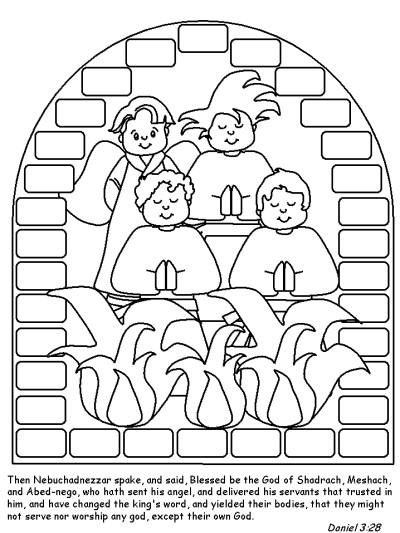 Then Nebuchadnezzar spake, and said, Blessed be the God of Shadrach, Meshach,
and Abed-nego, who hath sent his angel, and delivered his servants that trusted in
him, and have changed the king's word, and yielded their bodies, that they might
not serve nor worship any god, except their own God.
Daniel 3:28